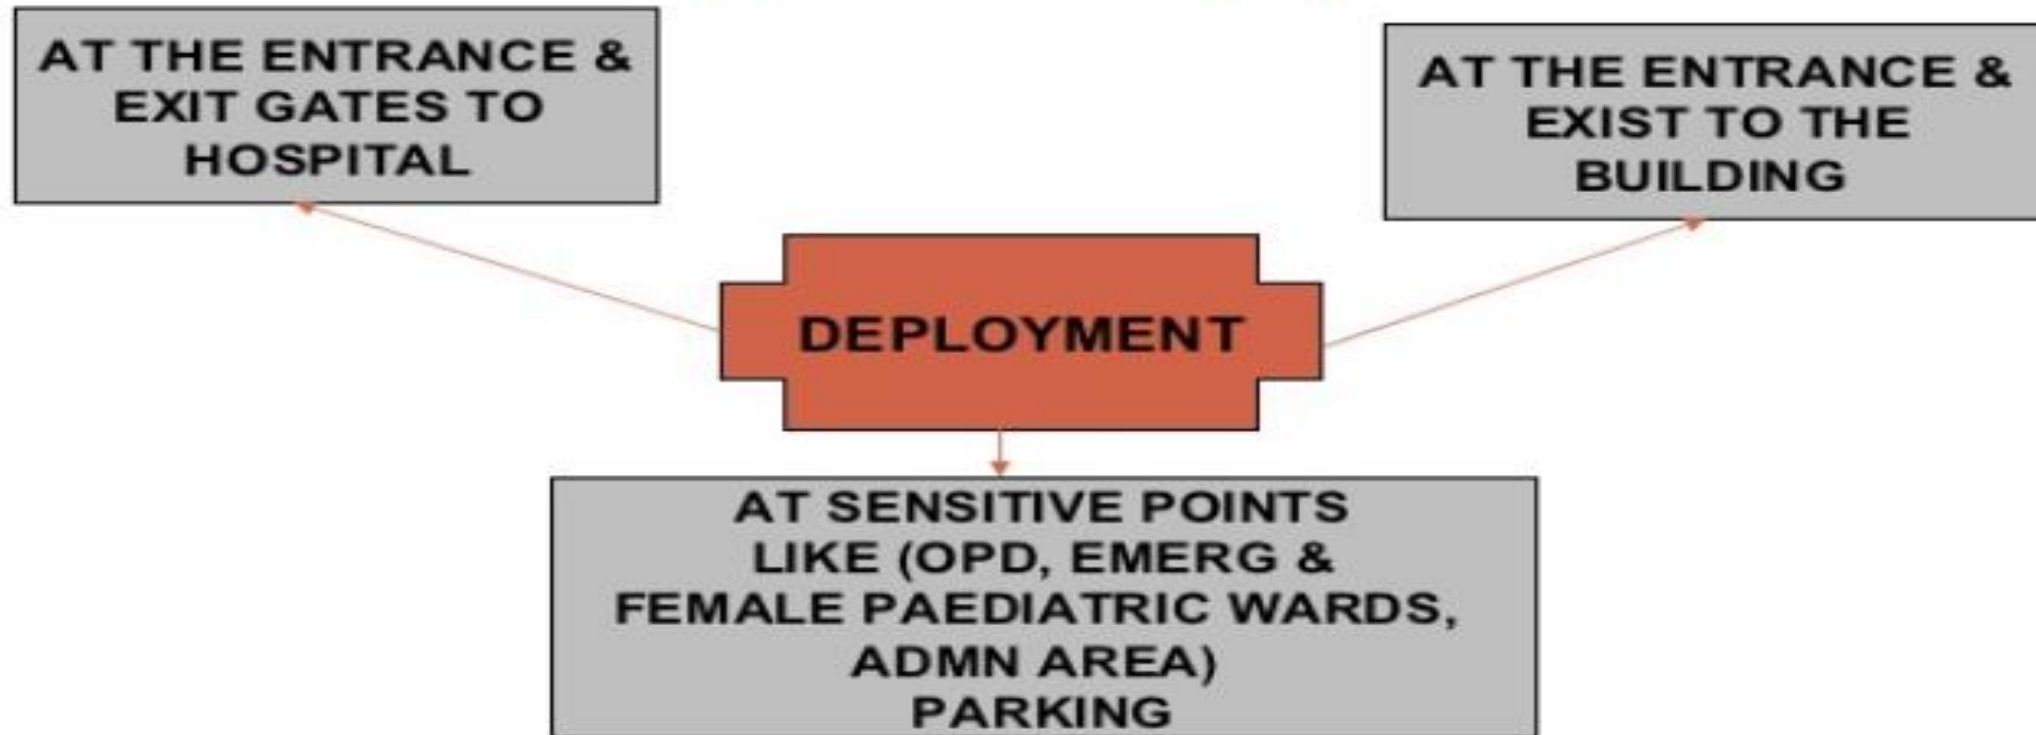 AT THE ENTRANCE &
EXIT GATES TO
HOSPITAL
AT THE ENTRANCE &
EXIST TO THE
BUILDING
DEPLOYMENT
AT SENSITIVE POINTS
LIKE (OPD, EMERG &
FEMALE PAEDIATRIC WARDS,
ADMN AREA)
PARKING